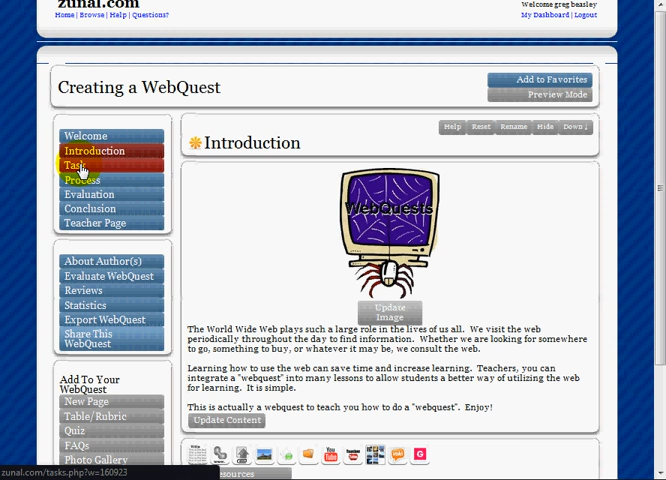 zunal.com
Home | Browse | Help | Questions?
Welcome greg beasley
My Dashboard | Logout
Creating a WebQuest
Add to Favorites
Preview Mode
Welcome
Introduction
Task
Process
Evaluation
Conclusion
Teacher Page
Help
Reset
Rename
Hide
Down ↓
Introduction
WebQuests
Update
Image
The World Wide Web plays such a large role in the lives of us all. We visit the web
periodically throughout the day to find information. Whether we are looking for somewhere
to go, something to buy, or whatever it may be, we consult the web.
Learning how to use the web can save time and increase learning. Teachers, you can
integrate a "webquest" into many lessons to allow students a better way of utilizing the web
for learning. It is simple.
This is actually a webquest to teach you how to do a "webquest". Enjoy!
Update Content
About Author(s)
Evaluate WebQuest
Reviews
Statistics
Export WebQuest
Share This
WebQuest
Add To Your
WebQuest
New Page
Table/Rubric
Quiz
FAQs
Photo Gallery
You
Tube
esources
zunal.com/tasks.php?w=160923